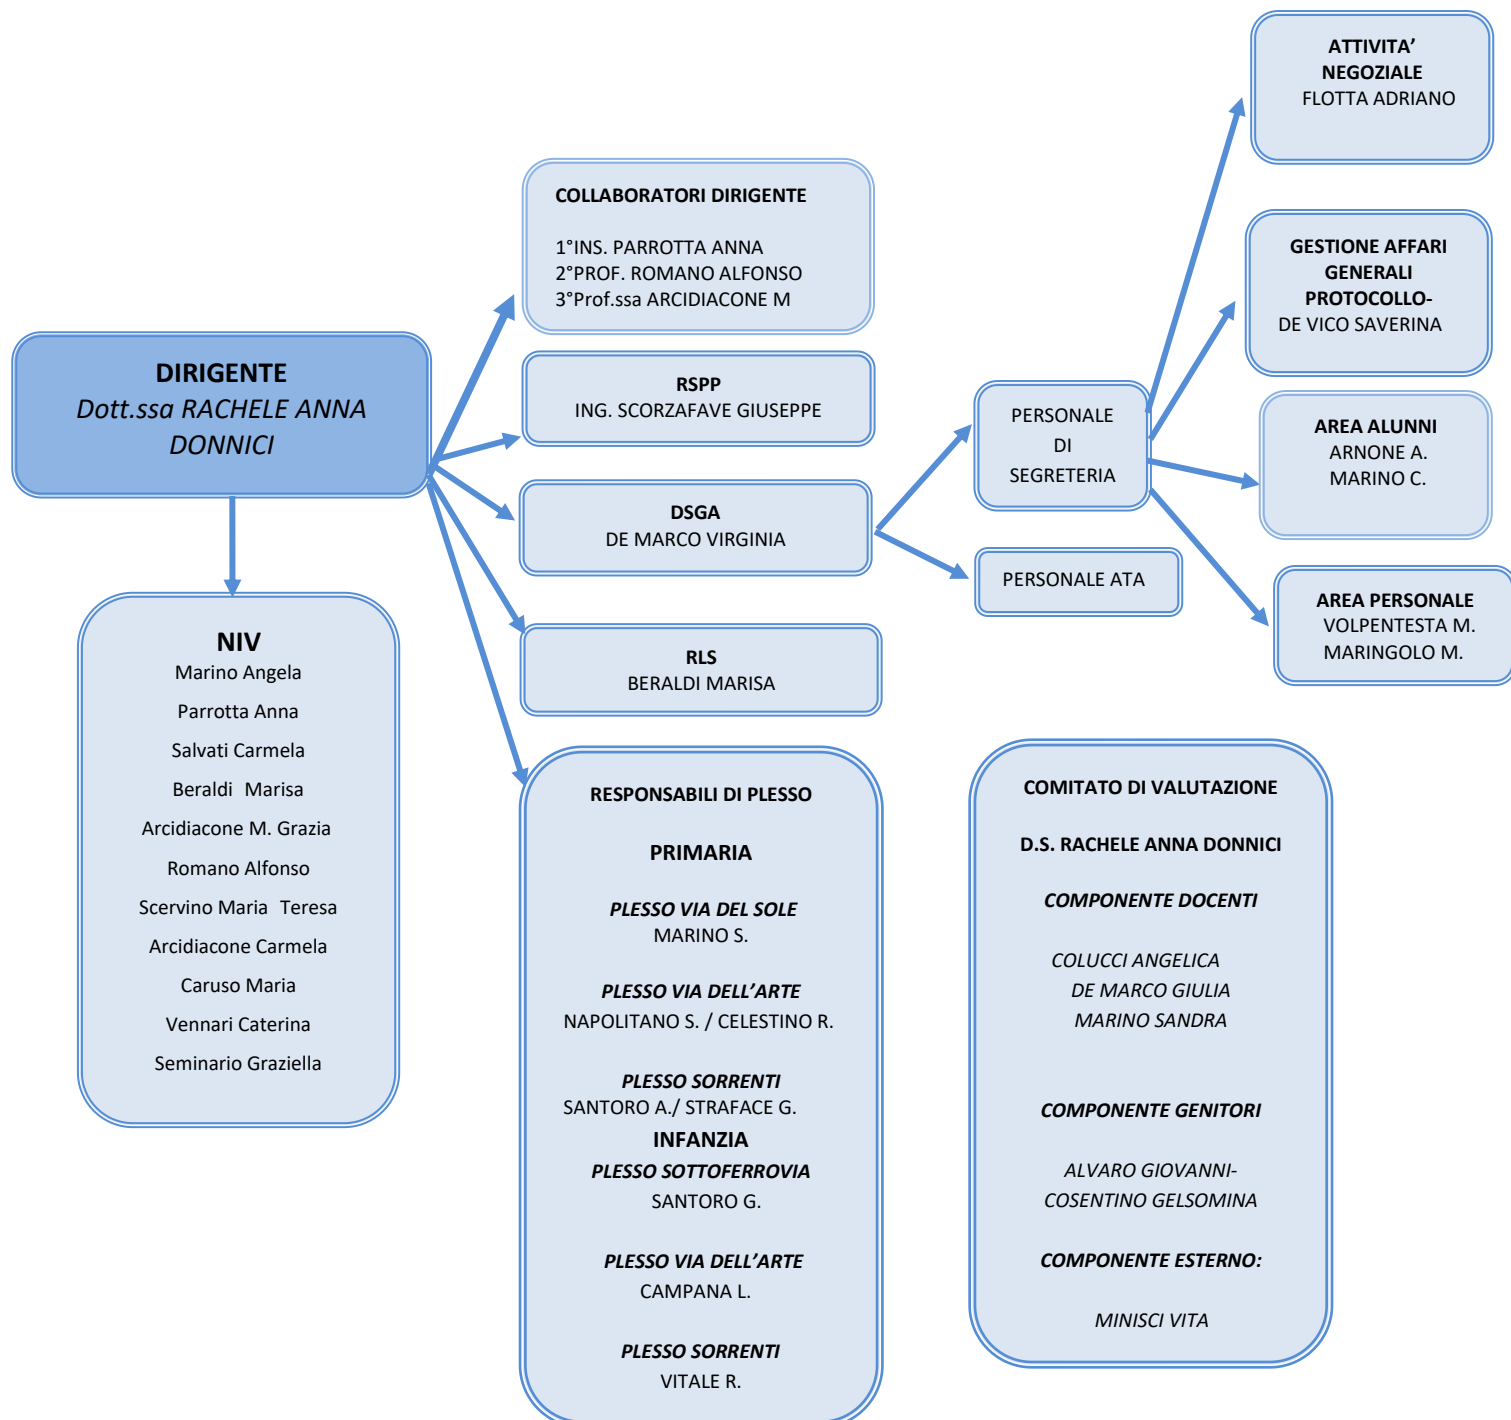 ATTIVITA’
NEGOZIALE
FLOTTA ADRIANO
COLLABORATORI DIRIGENTE
1°INS. PARROTTA ANNA
2°PROF. ROMANO ALFONSO
3°Prof.ssa ARCIDIACONE M
GESTIONE AFFARI
GENERALI
PROTOCOLLO-
DE VICO SAVERINA
DIRIGENTE
Dott.ssa RACHELE ANNA
DONNICI
RSPP
ING. SCORZAFAVE GIUSEPPE
PERSONALE
DI
SEGRETERIA
AREA ALUNNI
ARNONE A.
MARINO C.
DSGA
DE MARCO VIRGINIA
PERSONALE ATA
AREA PERSONALE
VOLPENTESTA M.
MARINGOLO M.
NIV
Marino Angela
Parrotta Anna
Salvati Carmela
Beraldi Marisa
Arcidiacone M. Grazia
Romano Alfonso
Scervino Maria Teresa
Arcidiacone Carmela
Caruso Maria
Vennari Caterina
Seminario Graziella
RLS
BERALDI MARISA
RESPONSABILI DI PLESSO
PRIMARIA
PLESSO VIA DEL SOLE
MARINO S.
PLESSO VIA DELL’ARTE
NAPOLITANO S. / CELESTINO R.
PLESSO SORRENTI
SANTORO A./ STRAFACE G.
INFANZIA
PLESSO SOTTOFERROVIA
SANTORO G.
PLESSO VIA DELL’ARTE
CAMPANA L.
PLESSO SORRENTI
VITALE R.
COMITATO DI VALUTAZIONE
D.S. RACHELE ANNA DONNICI
COMPONENTE DOCENTI
COLUCCI ANGELICA
DE MARCO GIULIA
MARINO SANDRA
COMPONENTE GENITORI
ALVARO GIOVANNI-
COSENTINO GELSOMINA
COMPONENTE ESTERNO:
MINISCI VITA